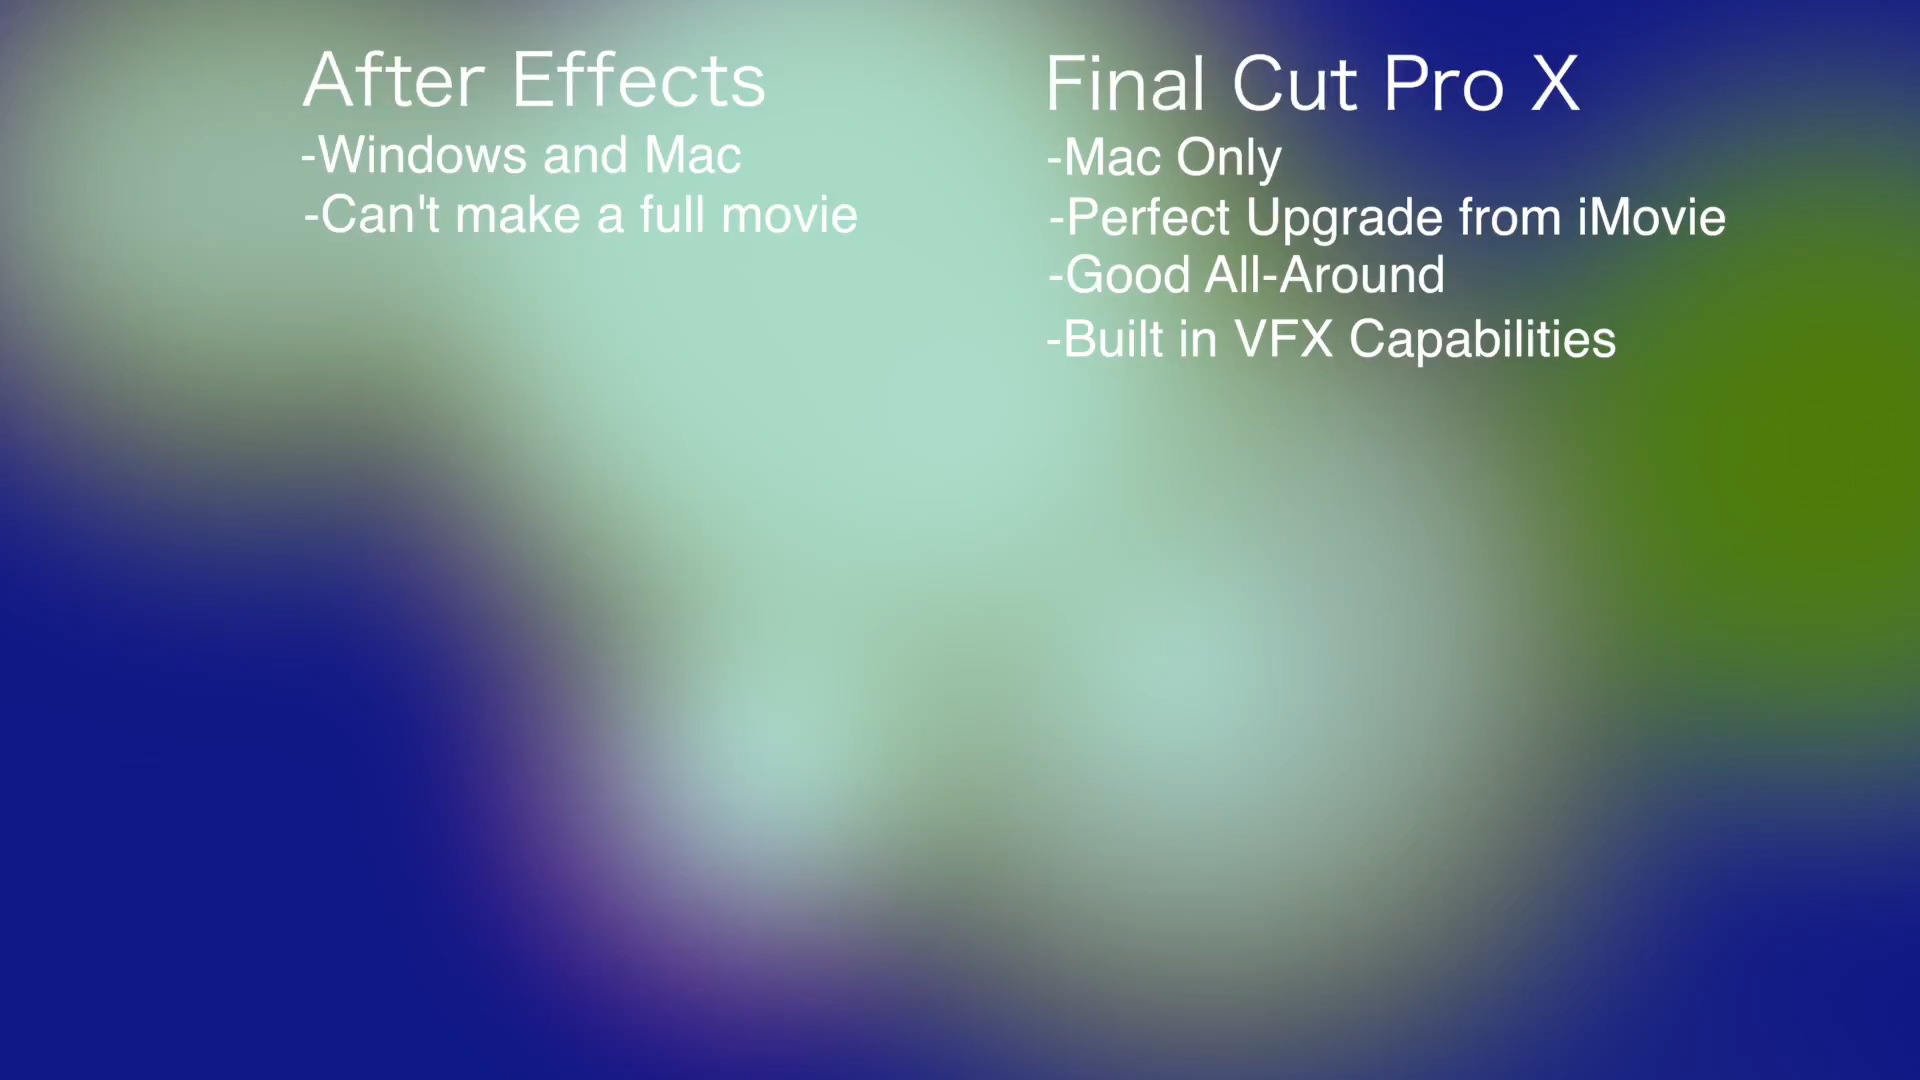 After Effects
-Windows and Mac
-Can't make a full movie
Final Cut Pro X
-Mac Only
-Perfect Upgrade from iMovie
-Good All-Around
-Built in VFX Capabilities